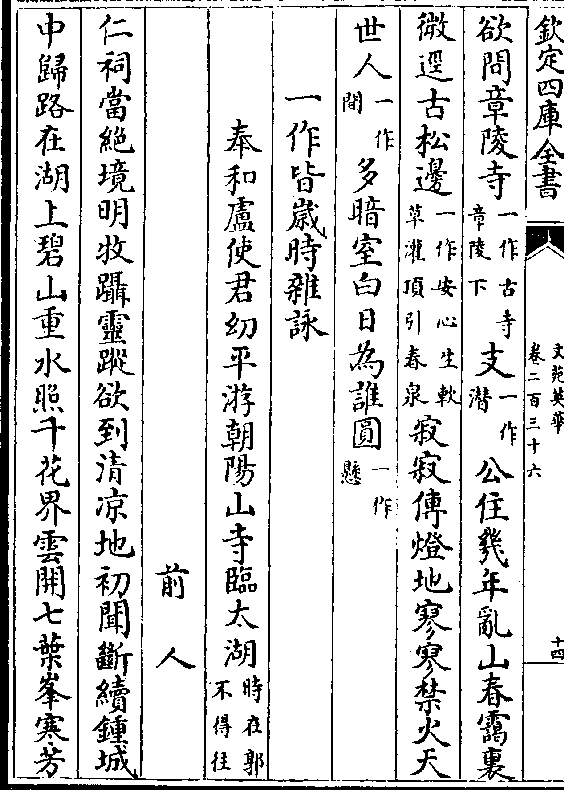 欽定四庫全書
文苑英華
卷二百三十六
十四
欲問章陵寺一作古寺章陵下支一作潜公住幾年亂山春靄裏
微逕古松邊一作安心生軟草灌頂引春泉寂寂傳燈地寥寥禁火天
世人一作間多暗室白日為誰圓一作懸
一作皆歲時雜詠
奉和盧使君幼平游朝陽山寺臨太湖時在郭不得往
前人
仁祠當絶境明牧躡靈蹤欲到清凉地初聞斷續鍾城
中歸路在湖上碧山重水照千花界雲開七葉峯寒芳